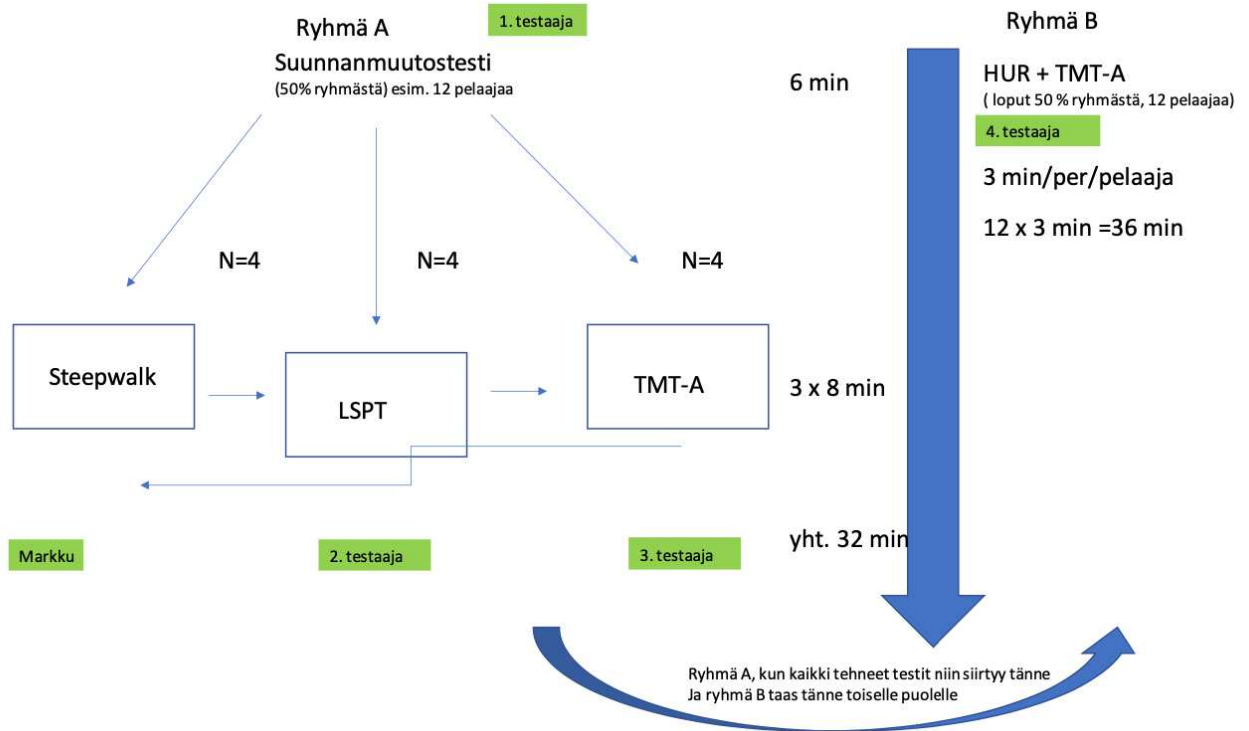 Ryhmä A
1. testaaja
Suunnanmuutostesti
(50% ryhmästä) esim. 12 pelaajaa
6 min
Ryhmä B
HUR + TMT-A
( loput 50 % ryhmästä, 12 pelaajaa)
4. testaaja
3 min/per/pelaaja
12 x 3 min =36 min
N=4
N=4
N=4
Steepwalk
LSPT
TMT-A
3 x 8 min
Markku
2. testaaja
3. testaaja
yht. 32 min
Ryhmä A, kun kaikki tehneet testit niin siirtyy tänne
Ja ryhmä B taas tänne toiselle puolelle